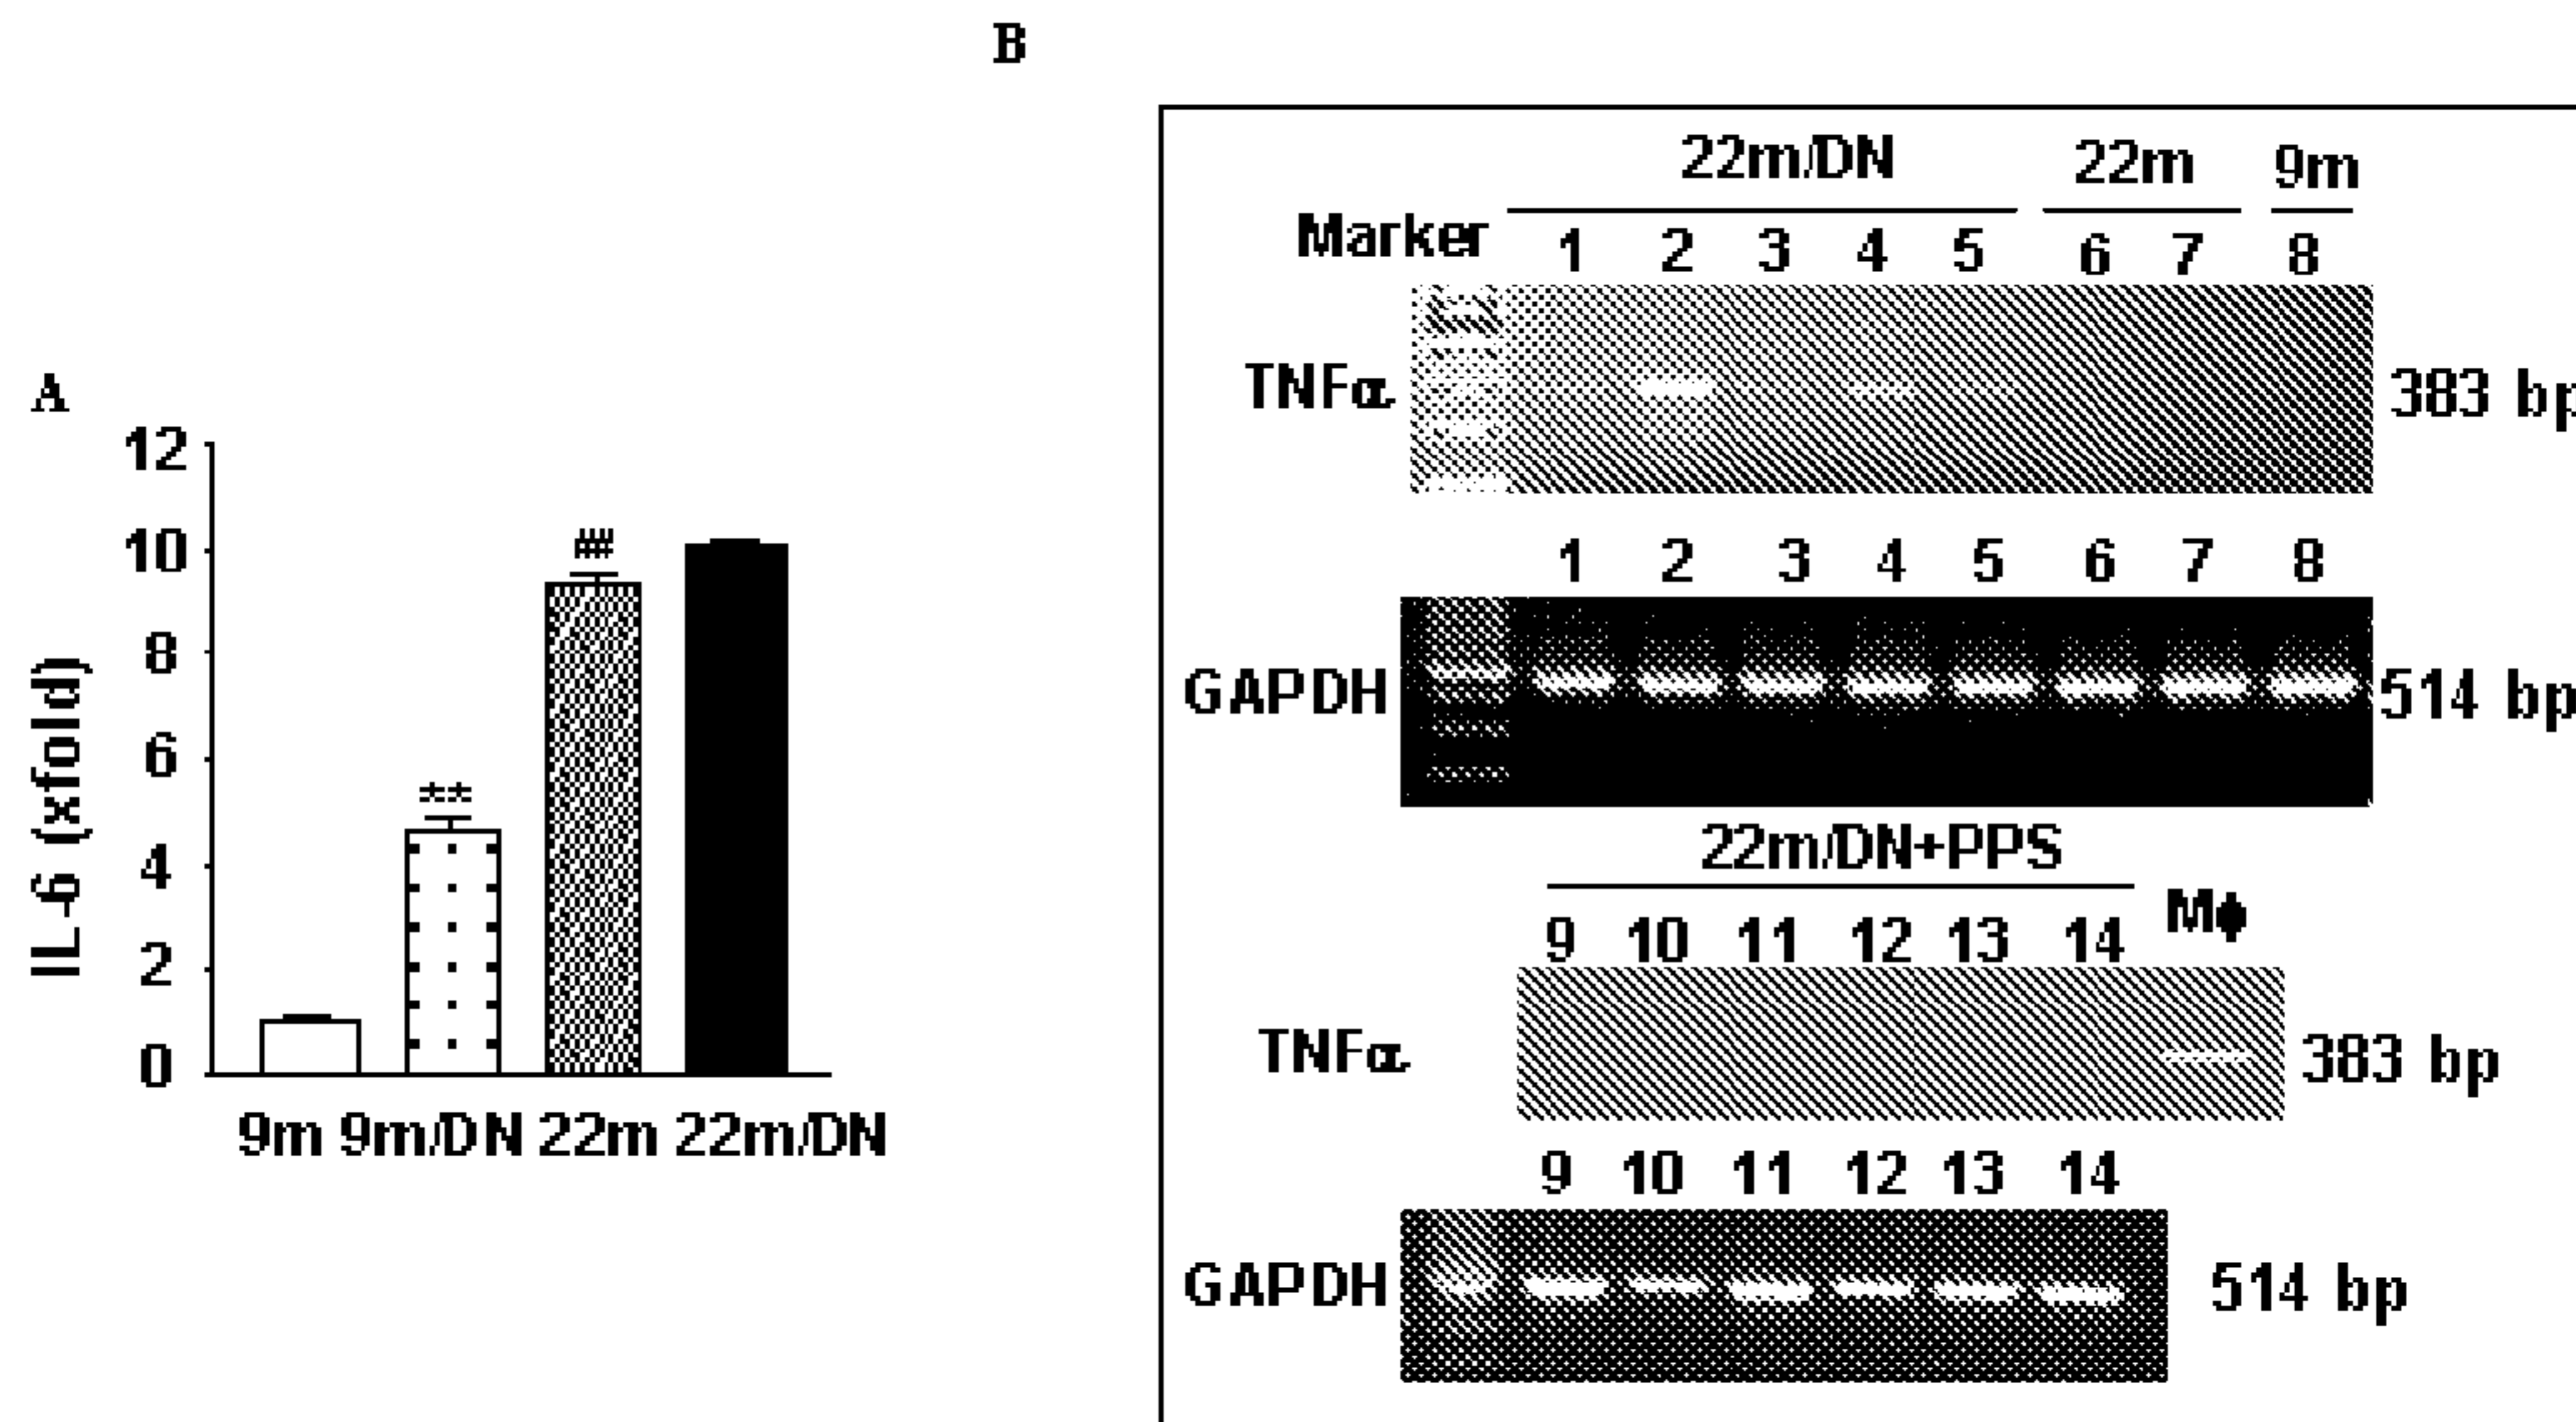 B
22m/DN 22m 9m
Marker 1 2 3 4 5 6 7 8
TNFα 383 bp
1 2 3 4 5 6 7 8
GAPDH 514 bp
22m/DN+PPS
9 10 11 12 13 14 Mϕ
TNFα 383 bp
9 10 11 12 13 14
GAPDH 514 bp
A
IL-6 (xfold)
12
10
8
6
4
2
0
**
##
9m 9m/DN 22m 22m/DN